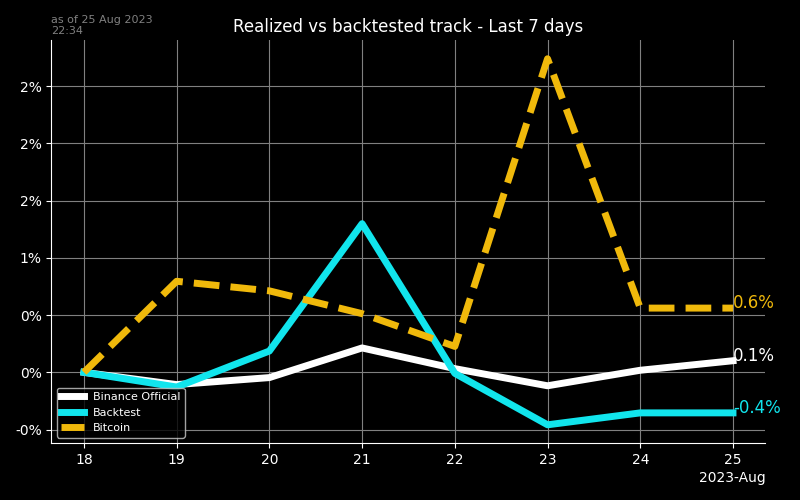 as of 25 Aug 2023
22:34
Realized vs backtested track - Last 7 days
2%
2%
2%
1%
0%
0%
-0%
0.6%
0.1%
-0.4%
Binance Official
Backtest
Bitcoin
18 19 20 21 22 23 24 25
2023-Aug